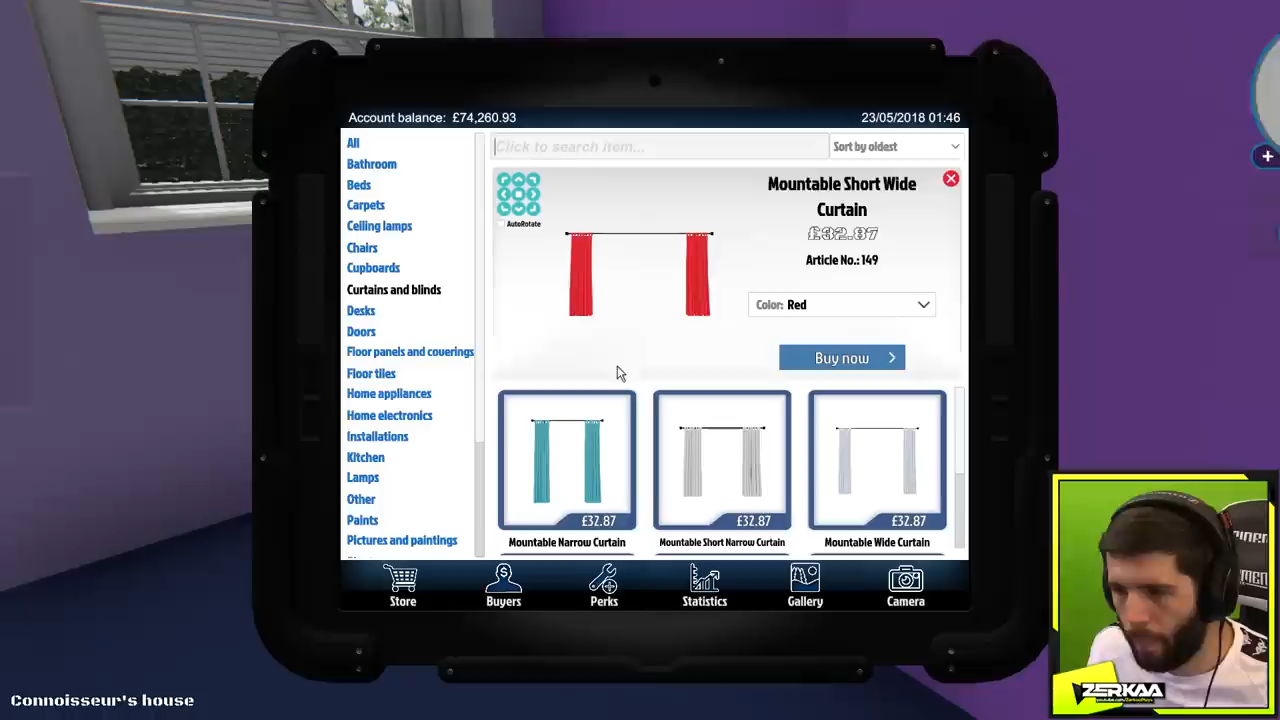 Account balance: £74,260.93
23/05/2018 01:46
All
Bathroom
Beds
Carpets
Ceiling lamps
Chairs
Cupboards
Curtains and blinds
Desks
Doors
Floor panels and coverings
Floor tiles
Home appliances
Home electronics
Installations
Kitchen
Lamps
Other
Paints
Pictures and paintings
Click to search item...
Sort by oldest
AutoRotate
Mountable Short Wide
Curtain
£32.87
Article No.: 149
Color: Red
Buy now
£32.87
£32.87
£32.87
Mountable Narrow Curtain
Mountable Short Narrow Curtain
Mountable Wide Curtain
Store
Buyers
Perks
Statistics
Gallery
Camera
Connoisseur's house
ZERKAA